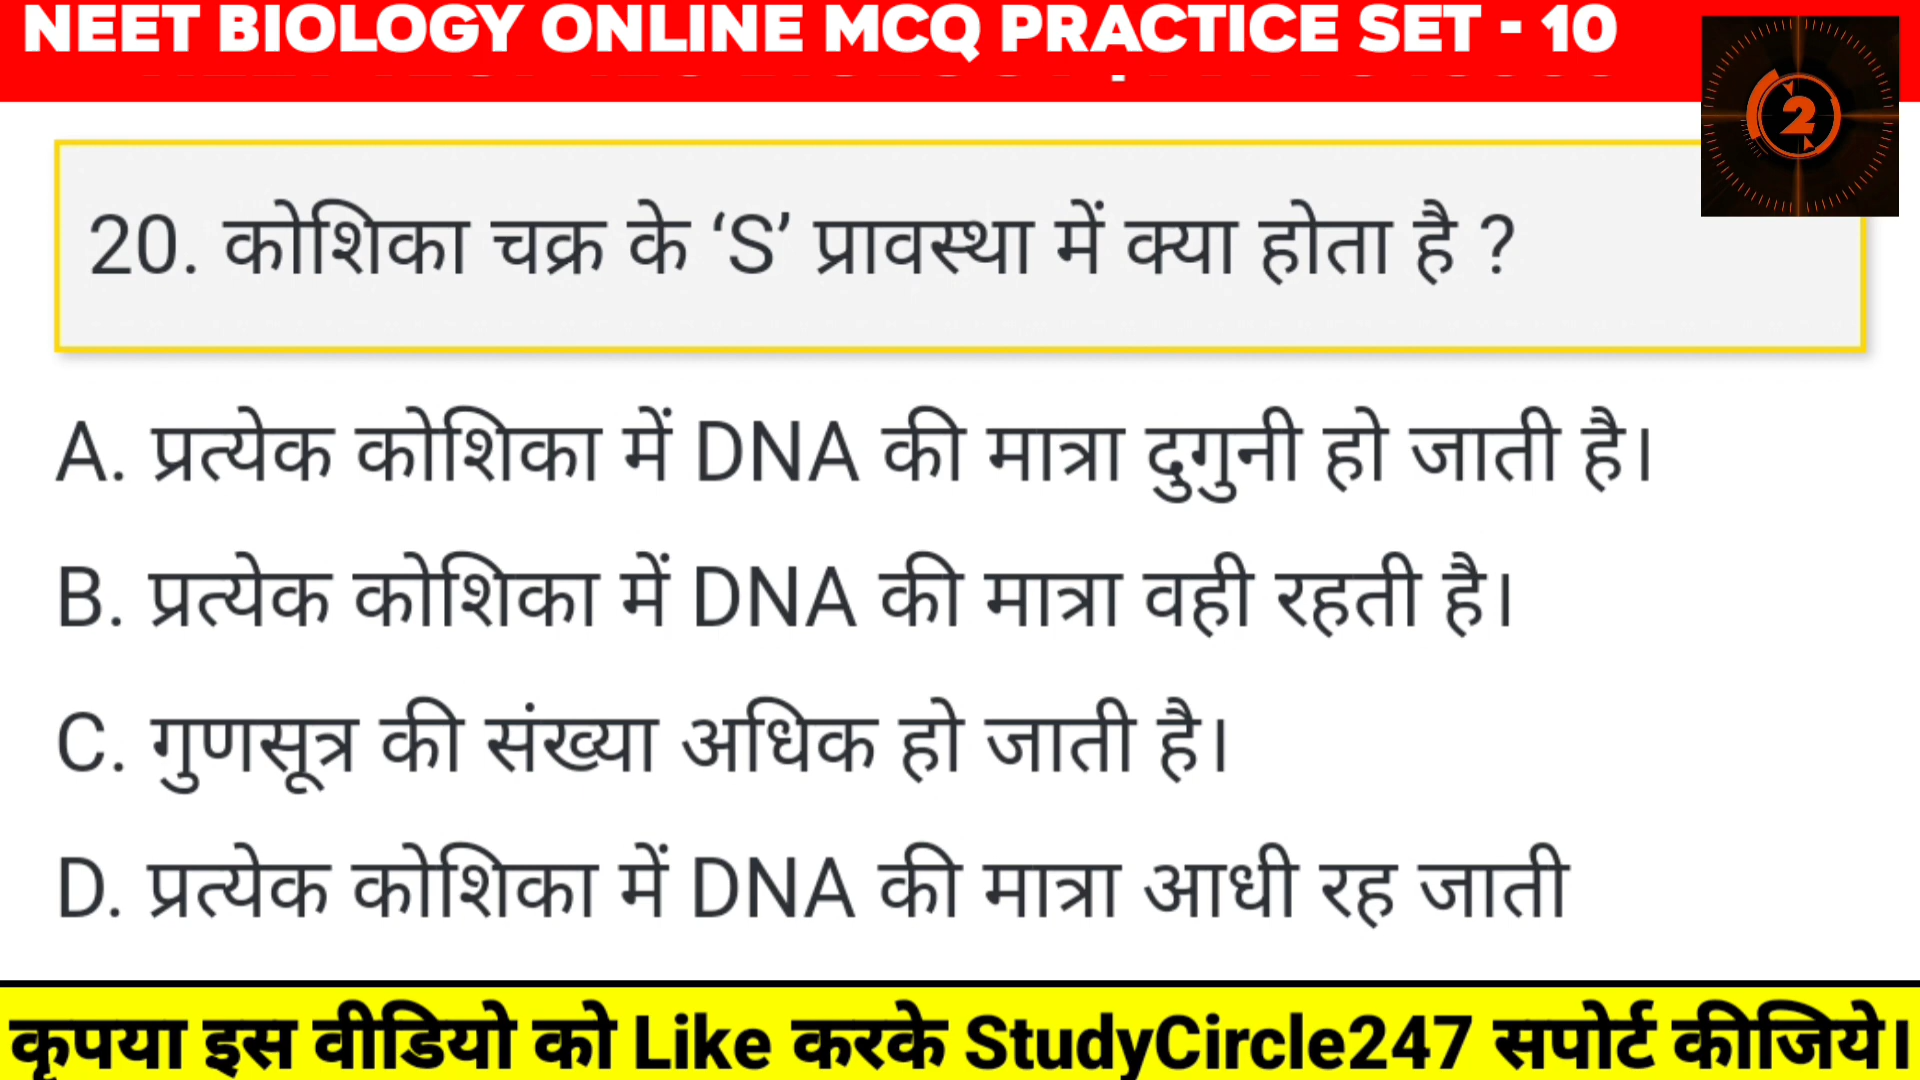 NEET BIOLOGY ONLINE MCQ PRACTICE SET - 10
2
20. कोशिका चक्र के ‘S’ प्रावस्था में क्या होता है ?
A. प्रत्येक कोशिका में DNA की मात्रा दुगुनी हो जाती है।
B. प्रत्येक कोशिका में DNA की मात्रा वही रहती है।
C. गुणसूत्र की संख्या अधिक हो जाती है।
D. प्रत्येक कोशिका में DNA की मात्रा आधी रह जाती
कृपया इस वीडियो को Like करके StudyCircle247 सपोर्ट कीजिये।